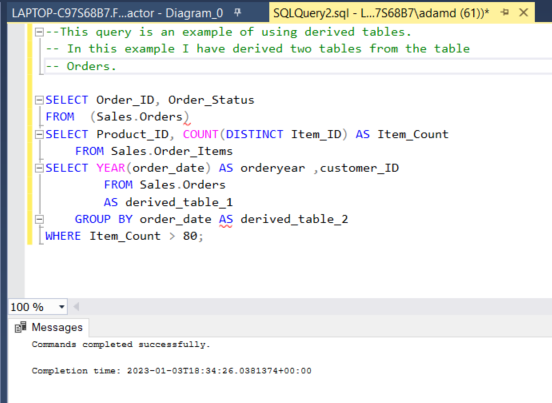 LAPTOP-C97S68B7.F...actor - Diagram_0
SQLQuery2.sql - L...7S68B7\adamd (61))*
--This query is an example of using derived tables.
-- In this example I have derived two tables from the table
-- Orders.
SELECT Order_ID, Order_Status
FROM (Sales.Orders)
SELECT Product_ID, COUNT(DISTINCT Item_ID) AS Item_Count
FROM Sales.Order_Items
SELECT YEAR(order_date) AS orderyear ,customer_ID
FROM Sales.Orders
AS derived_table_1
GROUP BY order_date AS derived_table_2
WHERE Item_Count > 80;
100 %
Messages
Commands completed successfully.
Completion time: 2023-01-03T18:34:26.0381374+00:00